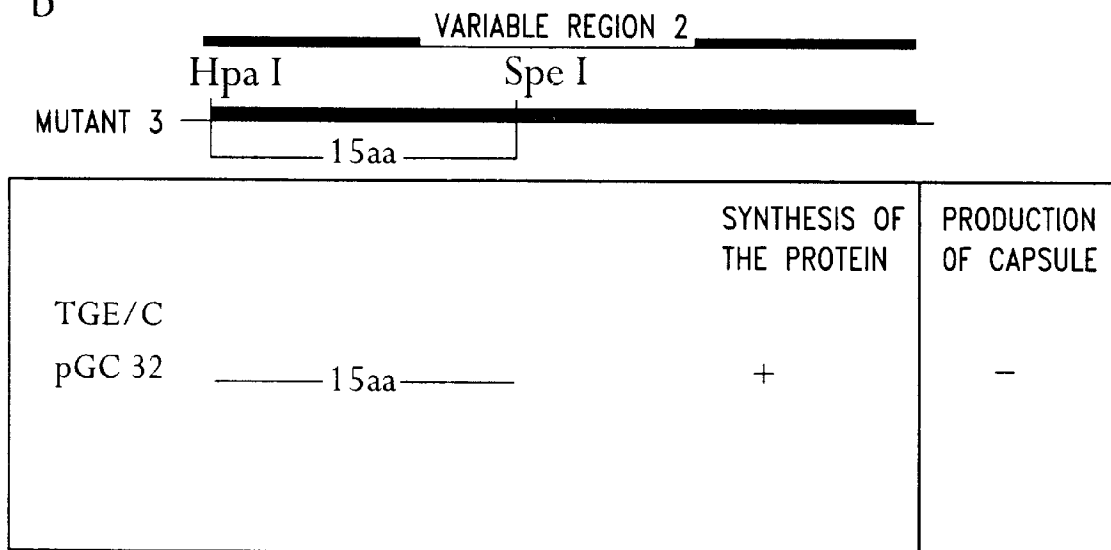 b
VARIABLE REGION 2
Hpa I Spe I
MUTANT 3
15aa
SYNTHESIS OF THE PROTEIN
PRODUCTION OF CAPSULE
TGE/C
pGC 32 15aa + −